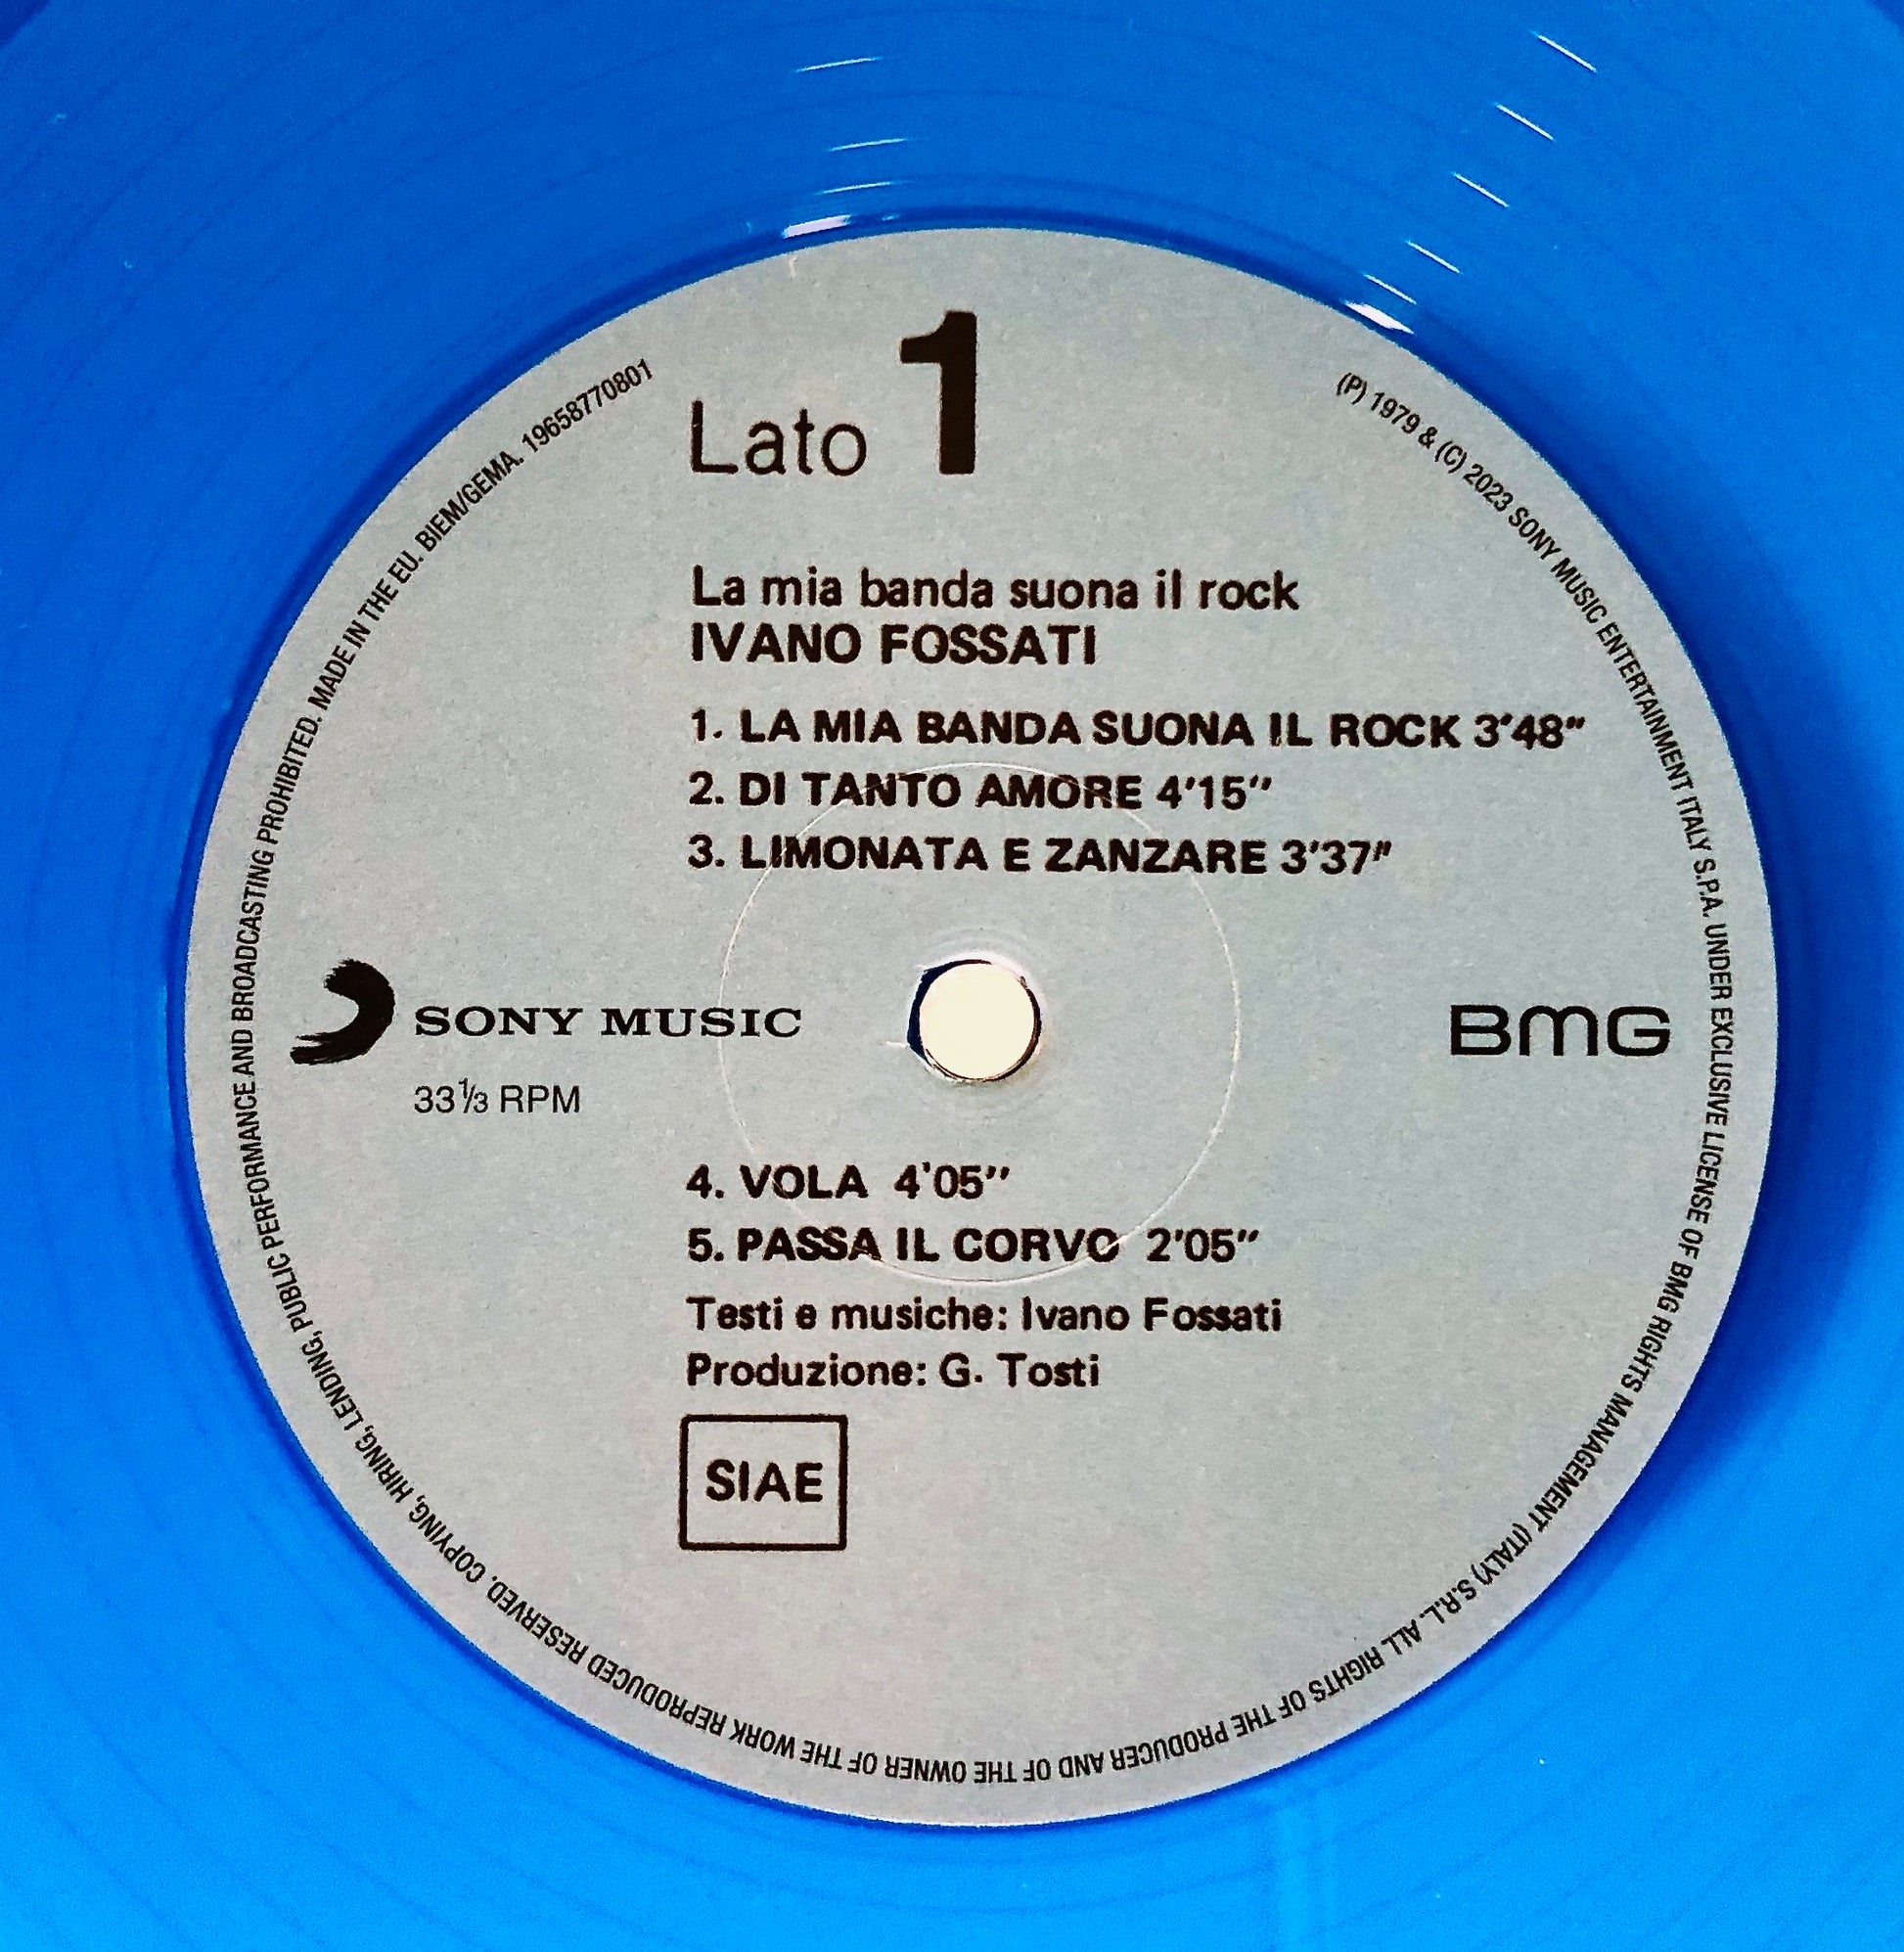 Lato 1
La mia banda suona il rock
IVANO FOSSATI
1. LA MIA BANDA SUONA IL ROCK 3'48"
2. DI TANTO AMORE 4'15"
3. LIMONATA E ZANZARE 3'37"
SONY MUSIC
BMG
33⅓ RPM
4. VOLA 4'05"
5. PASSA IL CORVO 2'05"
Testi e musiche: Ivano Fossati
Produzione: G. Tosti
SIAE
(P) 1979 & (C) 2023 SONY MUSIC ENTERTAINMENT ITALY S.P.A. UNDER EXCLUSIVE LICENSE OF BMG RIGHTS MANAGEMENT (ITALY) S.R.L. ALL RIGHTS OF THE PRODUCER AND OF THE OWNER OF THE WORK REPRODUCED RESERVED. COPYING, HIRING, LENDING, PUBLIC PERFORMANCE AND BROADCASTING PROHIBITED. MADE IN THE EU. BIEM/GEMA. 19658770801